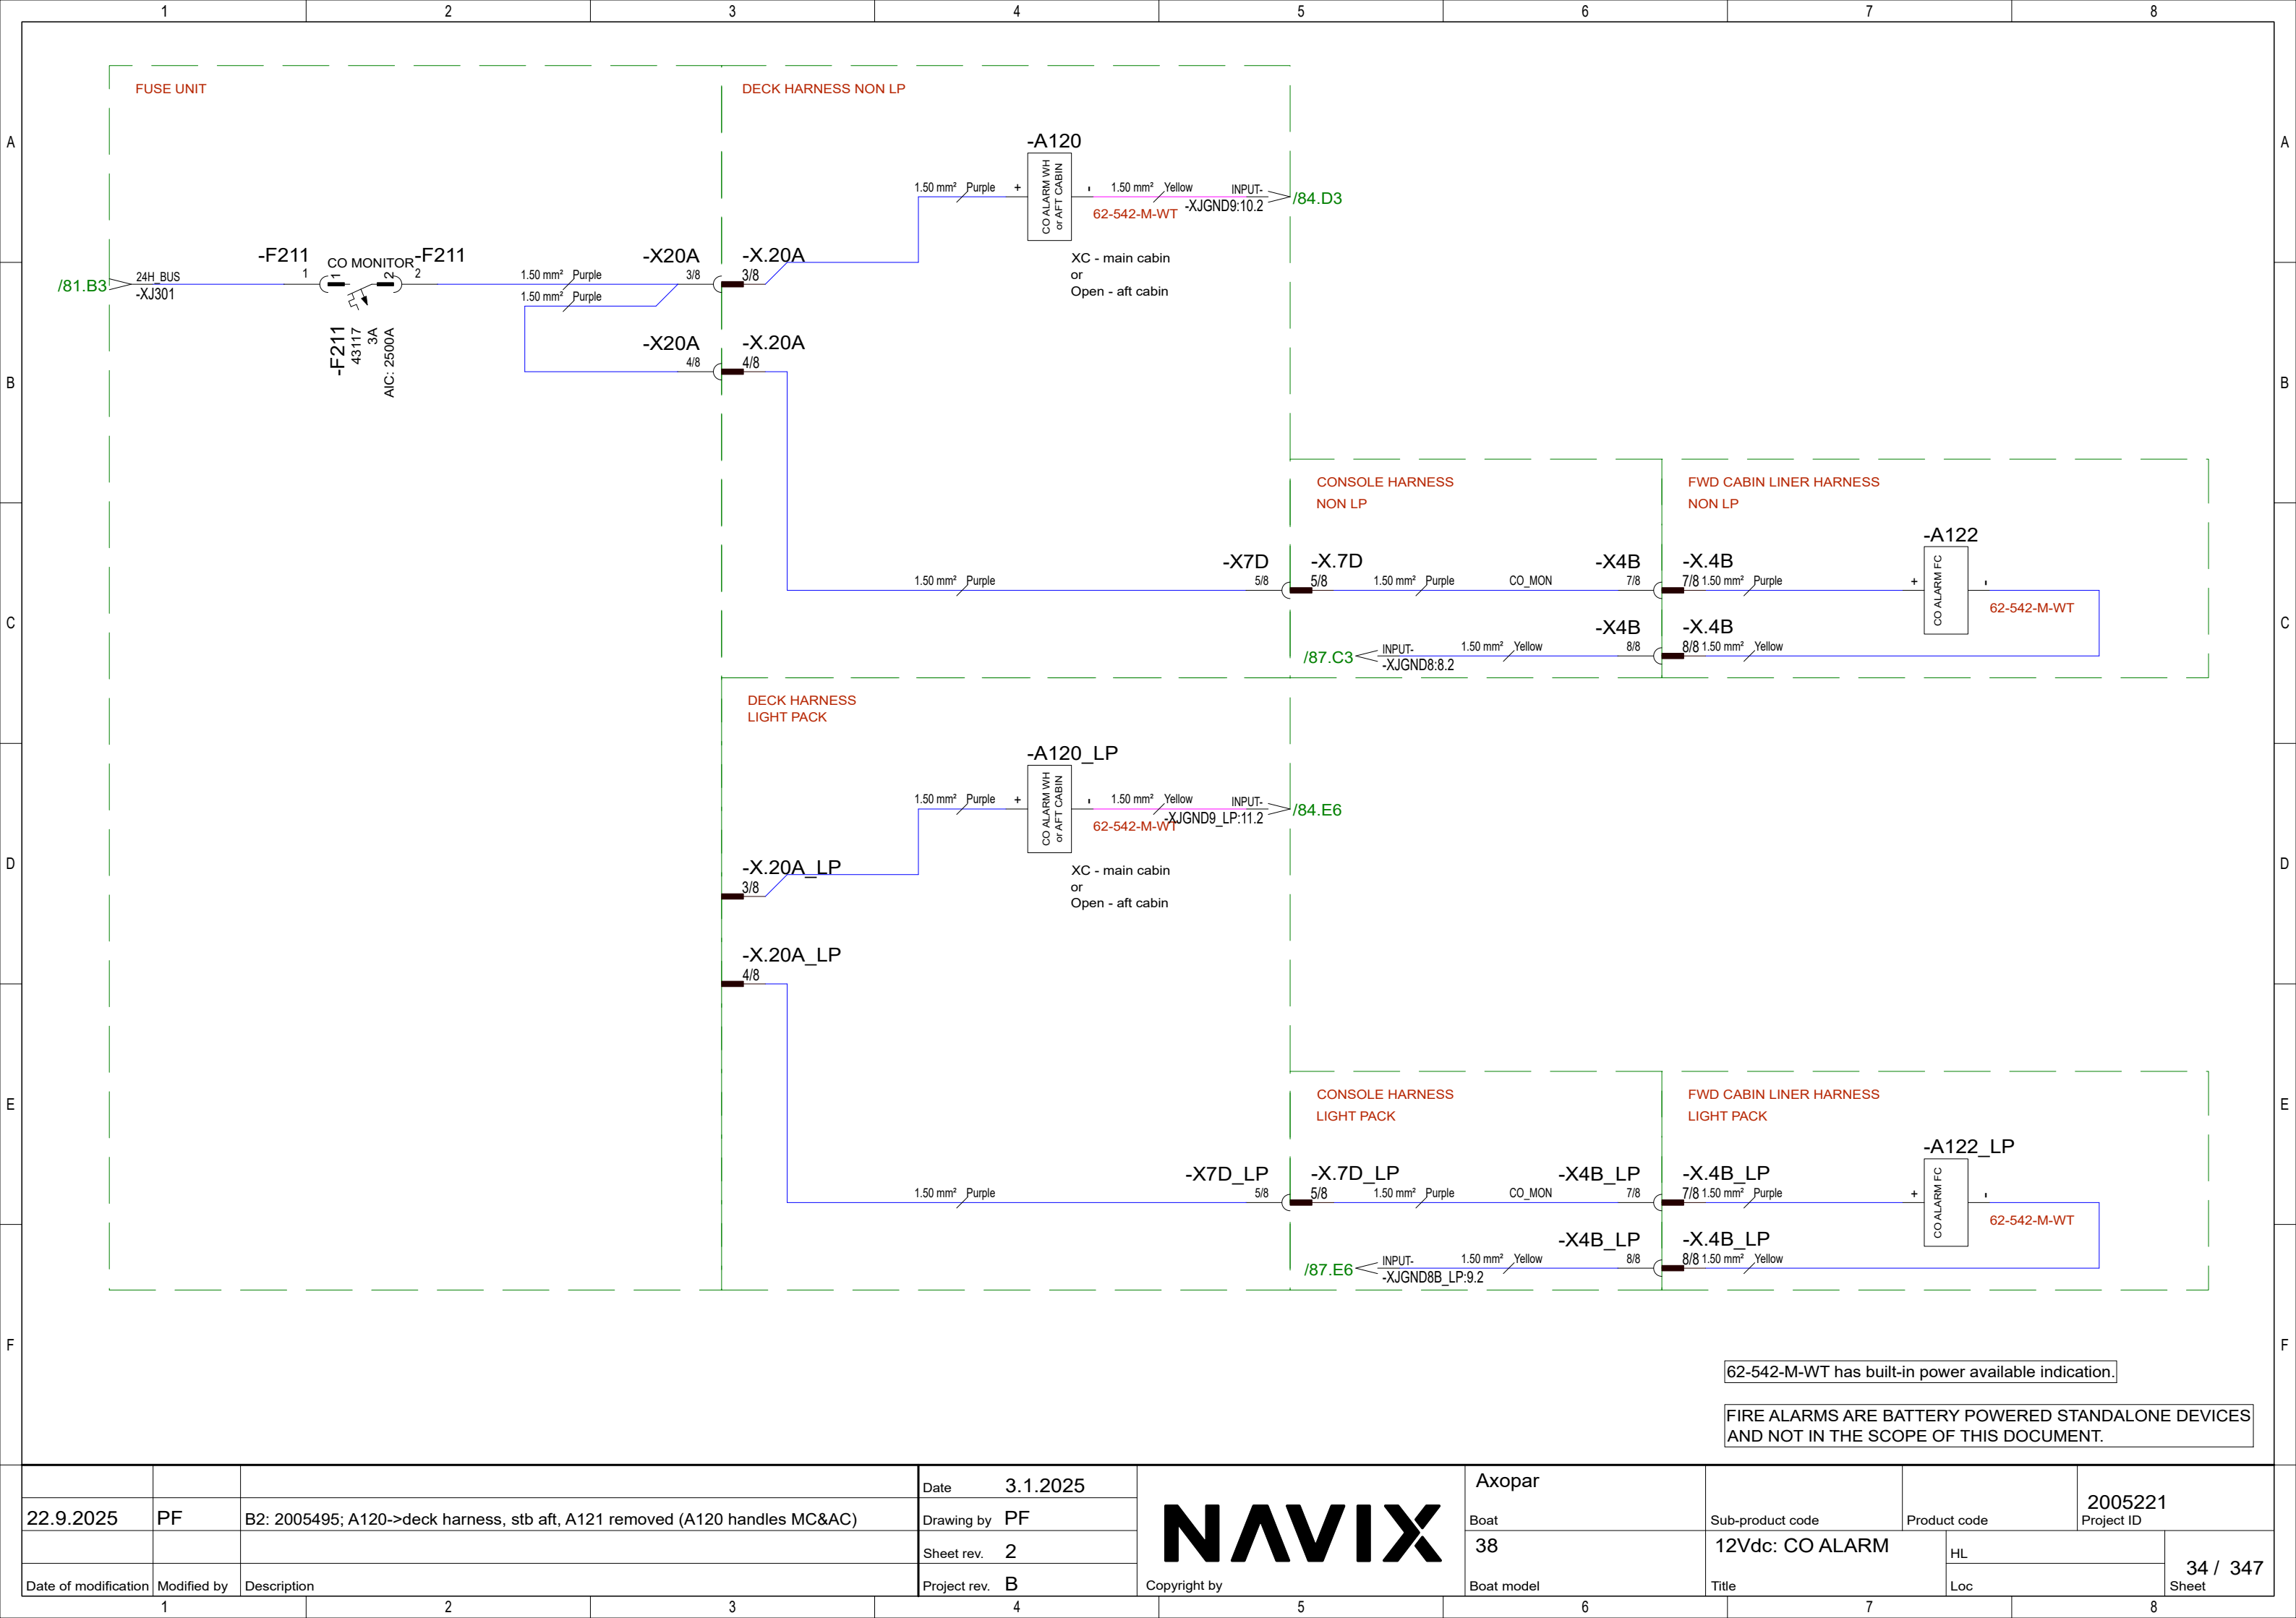 1 2 3 4 5 6 7 8
A A
B B
C C
D D
E E
F F
FUSE UNIT
DECK HARNESS NON LP
-A120
CO ALARM WH
or AFT CABIN
1.50 mm² Purple + - 1.50 mm² Yellow INPUT-
62-542-M-WT -XJGND9:10.2
/84.D3
XC - main cabin
or
Open - aft cabin
/81.B3
24H_BUS
-XJ301
-F211
1
CO MONITOR
1 2
-F211
2
-F211
43117
3A
AIC: 2500A
1.50 mm² Purple
1.50 mm² Purple
-X20A
3/8
-X.20A
3/8
-X20A
4/8
-X.20A
4/8
CONSOLE HARNESS
NON LP
FWD CABIN LINER HARNESS
NON LP
1.50 mm² Purple
-X7D
5/8
-X.7D
5/8
1.50 mm² Purple CO_MON
-X4B
7/8
-X.4B
7/8 1.50 mm² Purple
-A122
+ CO ALARM FC -
62-542-M-WT
/87.C3
INPUT-
-XJGND8:8.2
1.50 mm² Yellow
-X4B
8/8
-X.4B
8/8 1.50 mm² Yellow
DECK HARNESS
LIGHT PACK
-A120_LP
CO ALARM WH
or AFT CABIN
1.50 mm² Purple + - 1.50 mm² Yellow INPUT-
62-542-M-WT -XJGND9_LP:11.2
/84.E6
XC - main cabin
or
Open - aft cabin
-X.20A_LP
3/8
-X.20A_LP
4/8
CONSOLE HARNESS
LIGHT PACK
FWD CABIN LINER HARNESS
LIGHT PACK
1.50 mm² Purple
-X7D_LP
5/8
-X.7D_LP
5/8
1.50 mm² Purple CO_MON
-X4B_LP
7/8
-X.4B_LP
7/8 1.50 mm² Purple
-A122_LP
+ CO ALARM FC -
62-542-M-WT
/87.E6
INPUT-
-XJGND8B_LP:9.2
1.50 mm² Yellow
-X4B_LP
8/8
-X.4B_LP
8/8 1.50 mm² Yellow
62-542-M-WT has built-in power available indication.
FIRE ALARMS ARE BATTERY POWERED STANDALONE DEVICES
AND NOT IN THE SCOPE OF THIS DOCUMENT.
22.9.2025 PF B2: 2005495; A120->deck harness, stb aft, A121 removed (A120 handles MC&AC)
Date of modification Modified by Description
Date 3.1.2025
Drawing by PF
Sheet rev. 2
Project rev. B
NAVIX
Copyright by
Axopar
Boat
38
Boat model
Sub-product code
Product code
2005221
Project ID
12Vdc: CO ALARM
Title
HL
Loc
34 / 347
Sheet
1 2 3 4 5 6 7 8